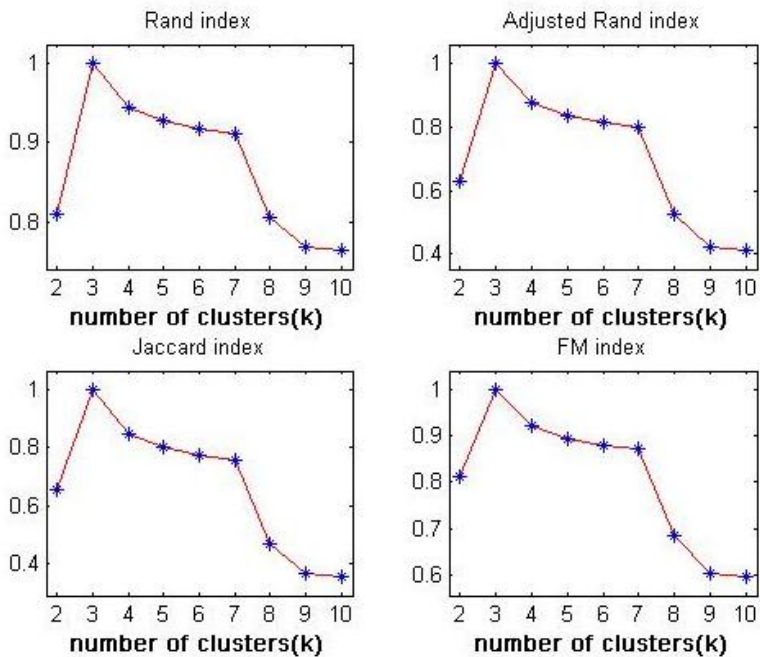 Rand index
1
0.9
0.8
2 3 4 5 6 7 8 9 10
number of clusters(k)
Adjusted Rand index
1
0.8
0.6
0.4
2 3 4 5 6 7 8 9 10
number of clusters(k)
Jaccard index
1
0.8
0.6
0.4
2 3 4 5 6 7 8 9 10
number of clusters(k)
FM index
1
0.9
0.8
0.7
0.6
2 3 4 5 6 7 8 9 10
number of clusters(k)